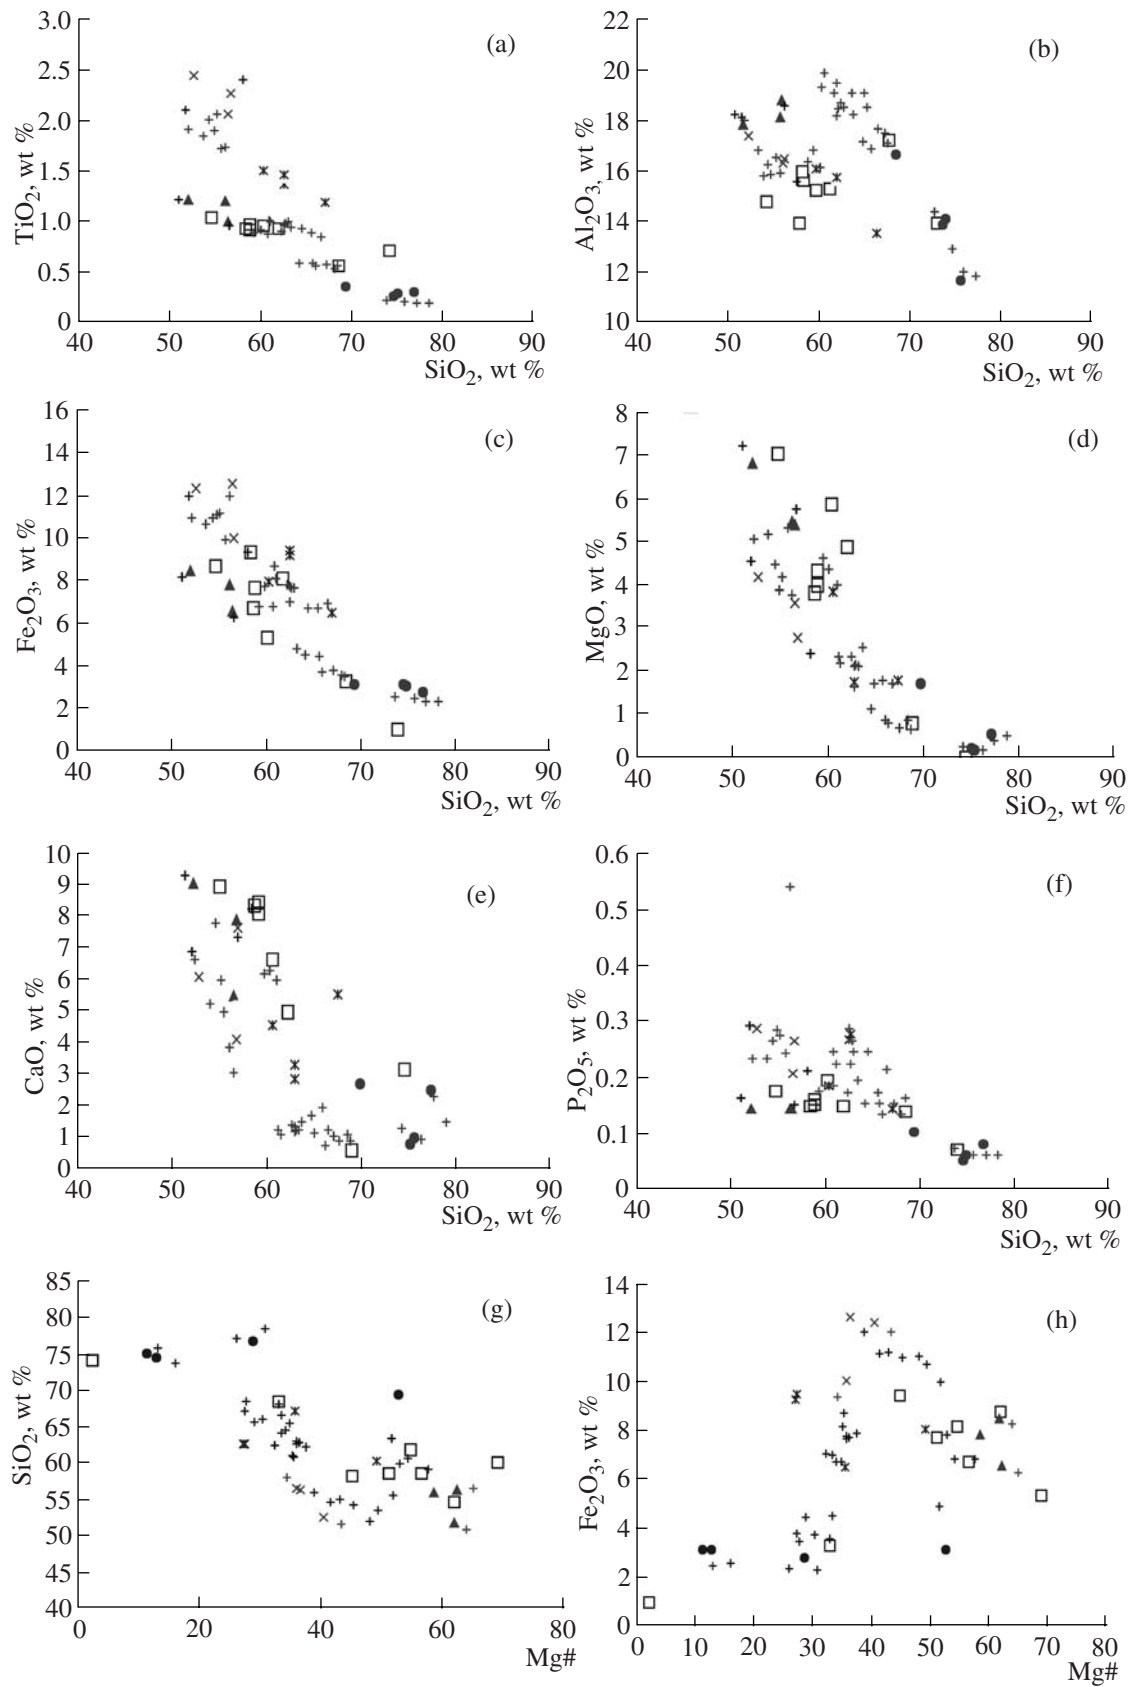 3.0
2.5
2.0
1.5
1.0
0.5
0
TiO2, wt %
(a)
40 50 60 70 80 90
SiO2, wt %
22
20
18
16
14
12
10
Al2O3, wt %
(b)
40 50 60 70 80 90
SiO2, wt %
16
14
12
10
8
6
4
2
0
Fe2O3, wt %
(c)
40 50 60 70 80 90
SiO2, wt %
8
7
6
5
4
3
2
1
0
MgO, wt %
(d)
40 50 60 70 80 90
SiO2, wt %
10
9
8
7
6
5
4
3
2
1
0
CaO, wt %
(e)
40 50 60 70 80 90
SiO2, wt %
0.6
0.5
0.4
0.3
0.2
0.1
0
P2O5, wt %
(f)
40 50 60 70 80 90
SiO2, wt %
85
80
75
70
65
60
55
50
45
40
SiO2, wt %
(g)
0 20 40 60 80
Mg#
14
12
10
8
6
4
2
0
Fe2O3, wt %
(h)
0 10 20 30 40 50 60 70 80
Mg#